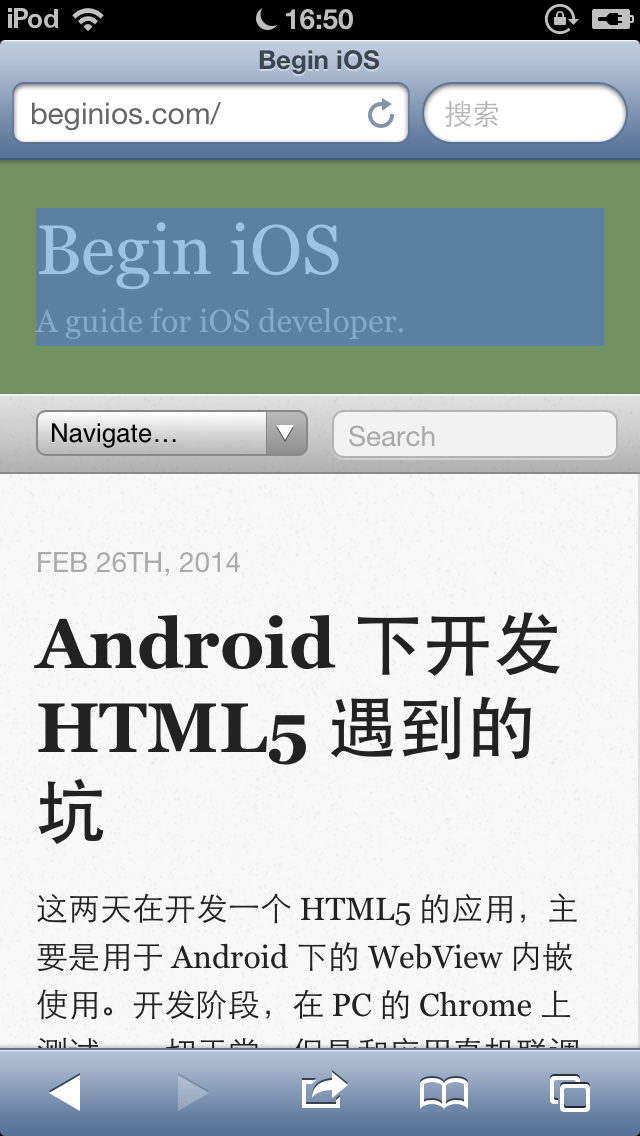 iPod 16:50
Begin iOS
beginios.com/ 搜索
Begin iOS
A guide for iOS developer.
Navigate... Search
FEB 26TH, 2014
Android 下开发
HTML5 遇到的
坑
这两天在开发一个 HTML5 的应用，主
要是用于 Android 下的 WebView 内嵌
使用。开发阶段，在 PC 的 Chrome 上